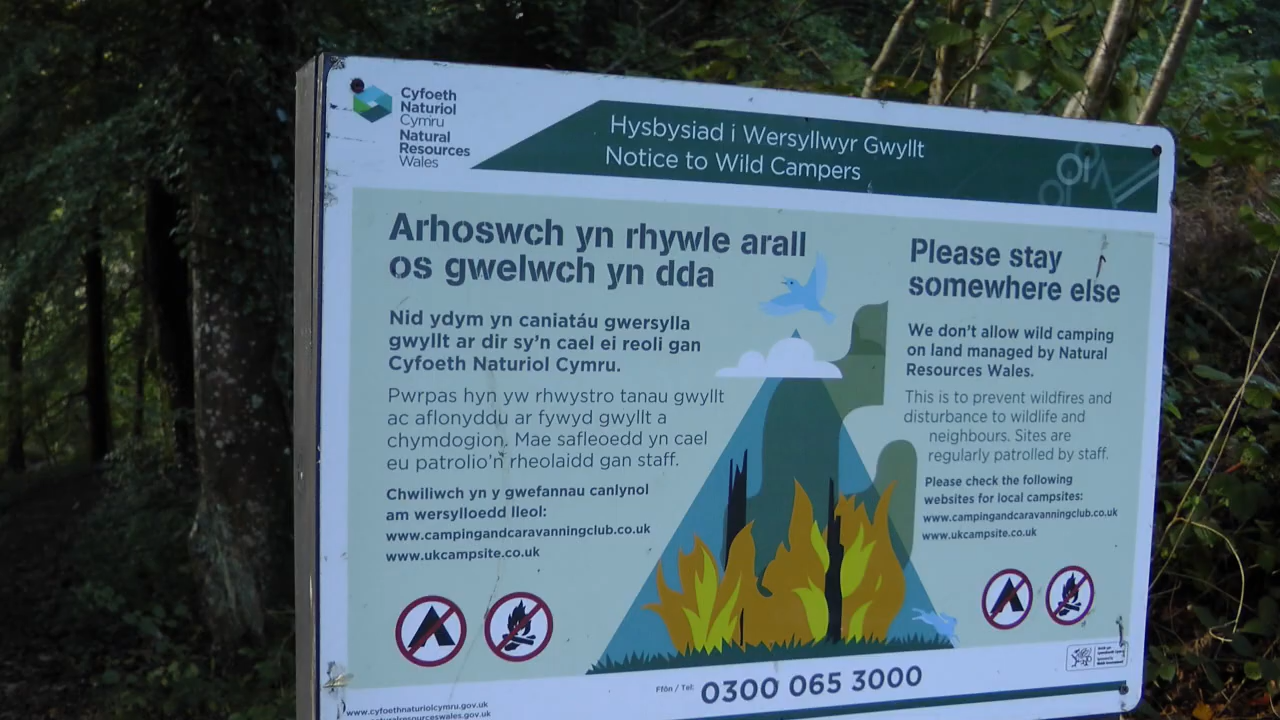 Cyfoeth
Naturiol
Cymru
Natural
Resources
Wales
Hysbysiad i Wersyllwyr Gwyllt
Notice to Wild Campers
Arhoswch yn rhywle arall
os gwelwch yn dda
Nid ydym yn caniatáu gwersylla
gwyllt ar dir sy'n cael ei reoli gan
Cyfoeth Naturiol Cymru.
Pwrpas hyn yw rhwystro tanau gwyllt
ac aflonyddu ar fywyd gwyllt a
chymdogion. Mae safleoedd yn cael
eu patrolio'n rheolaidd gan staff.
Chwiliwch yn y gwefannau canlynol
am wersylloedd lleol:
www.campingandcaravanningclub.co.uk
www.ukcampsite.co.uk
Please stay
somewhere else
We don't allow wild camping
on land managed by Natural
Resources Wales.
This is to prevent wildfires and
disturbance to wildlife and
neighbours. Sites are
regularly patrolled by staff.
Please check the following
websites for local campsites:
www.campingandcaravanningclub.co.uk
www.ukcampsite.co.uk
Ffôn / Tel: 0300 065 3000
www.cyfoethnaturiolcymru.gov.uk
naturalresourceswales.gov.uk